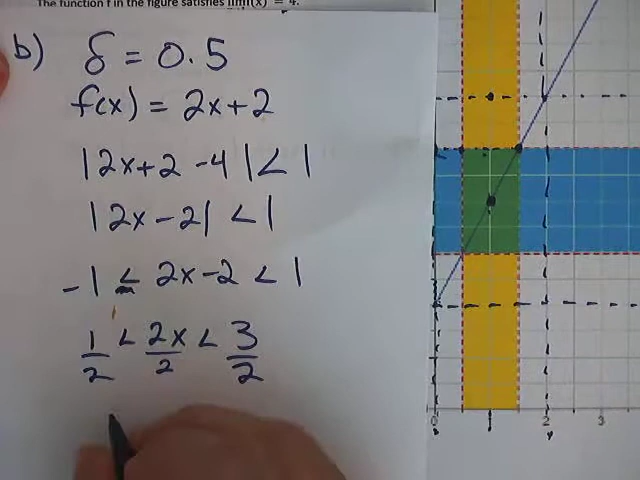 The function f in the figure satisfies lim f(x) = 4.
b) δ = 0.5
f(x) = 2x+2
|2x+2 -4| < 1
|2x-2| < 1
-1 < 2x-2 < 1
1/2 < 2x/2 < 3/2
0 1 2 3